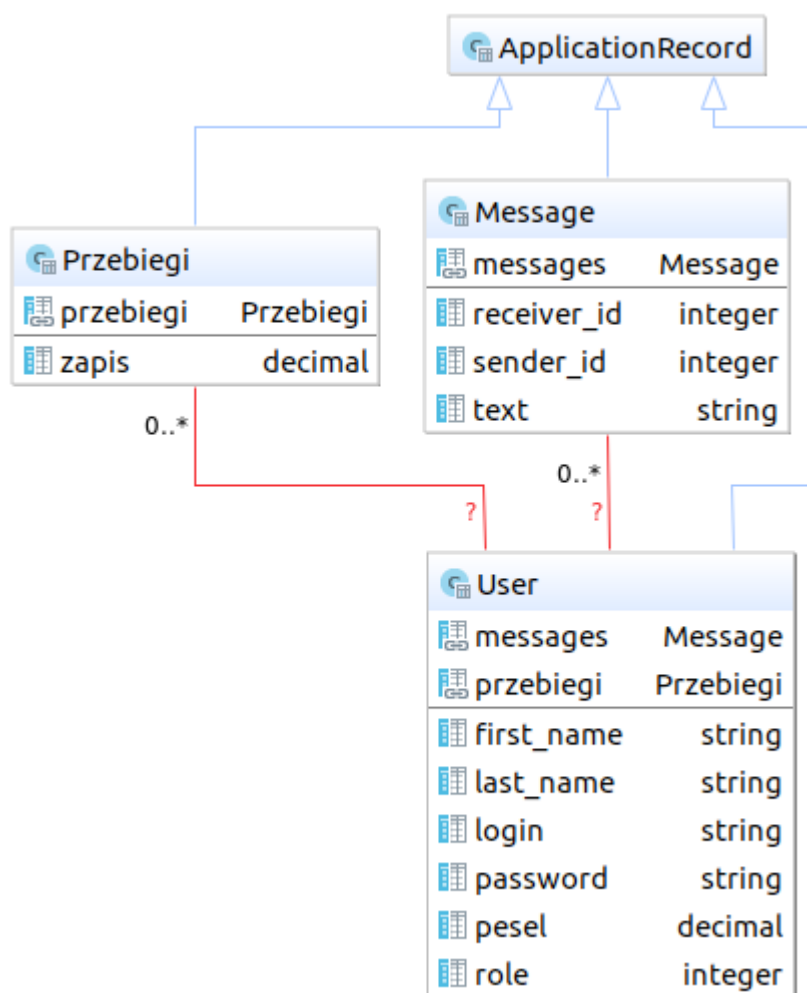 ApplicationRecord
Message
messages Message
receiver_id integer
sender_id integer
text string
Przebiegi
przebiegi Przebiegi
zapis decimal
0..*
?
0..*
?
User
messages Message
przebiegi Przebiegi
first_name string
last_name string
login string
password string
pesel decimal
role integer